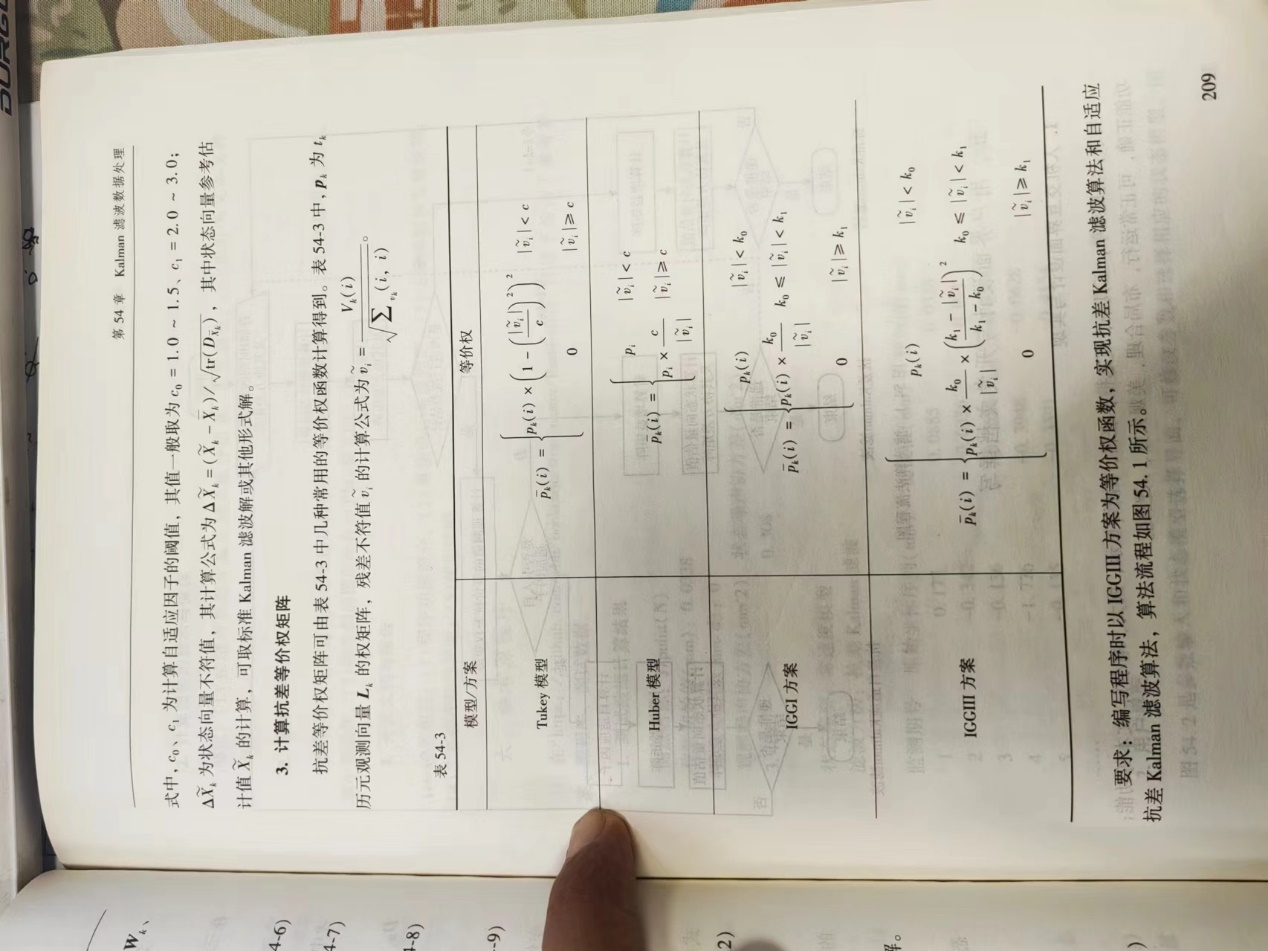 第 54 章 Kalman 滤波数据处理
式中，c₀、c₁ 为计算自适应因子的阈值，其值一般取为 c₀ = 1.0 ~ 1.5、c₁ = 2.0 ~ 3.0；
ΔX̃ₖ 为状态向量不符值，其计算公式为 ΔX̃ₖ = (X̃ₖ - X̄ₖ)/√tr(D_X̄ₖ)，其中状态向量参考估
计值 X̃ₖ 的计算，可取标准 Kalman 滤波解或其他形式解。
3. 计算抗差等价权矩阵
抗差等价权矩阵可由表 54-3 中几种常用的等价权函数计算得到。表 54-3 中，pₖ 为 tₖ
历元观测向量 Lₖ 的权矩阵，残差不符值 ṽᵢ 的计算公式为 ṽᵢ = Vₖ(i)/√(Σ_vₖ(i, i))。
表 54-3
模型/方案 等价权
Tukey 模型 p̄ₖ(i) = { pₖ(i) × (1 - (|ṽᵢ|/c)²)² |ṽᵢ| < c
0 |ṽᵢ| ≥ c
Huber 模型 p̄ₖ(i) = { pᵢ |ṽᵢ| < c
pᵢ × c/|ṽᵢ| |ṽᵢ| ≥ c
IGGI 方案 p̄ₖ(i) = { pₖ(i) |ṽᵢ| < k₀
pₖ(i) × k₀/|ṽᵢ| k₀ ≤ |ṽᵢ| < k₁
0 |ṽᵢ| ≥ k₁
IGGIII 方案 p̄ₖ(i) = { pₖ(i) |ṽᵢ| < k₀
pₖ(i) × k₀/|ṽᵢ| × ((k₁ - |ṽᵢ|)/(k₁ - k₀))² k₀ ≤ |ṽᵢ| < k₁
0 |ṽᵢ| ≥ k₁
要求：编写程序时以 IGGIII 方案为等价权函数，实现抗差 Kalman 滤波算法和自适应
抗差 Kalman 滤波算法，算法流程如图 54.1 所示。
209
Wₖ、
4-6)
4-7)
4-8)
-9)
2)
解。
)